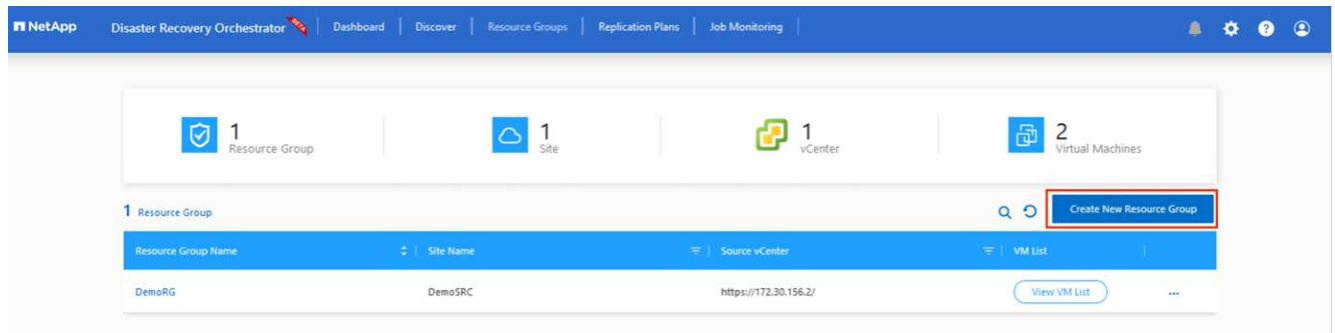 NetApp Disaster Recovery Orchestrator Dashboard Discover Resource Groups Replication Plans Job Monitoring
1
Resource Group
1
Site
1
vCenter
2
Virtual Machines
1 Resource Group
Create New Resource Group
Resource Group Name Site Name Source vCenter VM List
DemoRG DemoSRC https://172.30.156.2/ View VM List ...